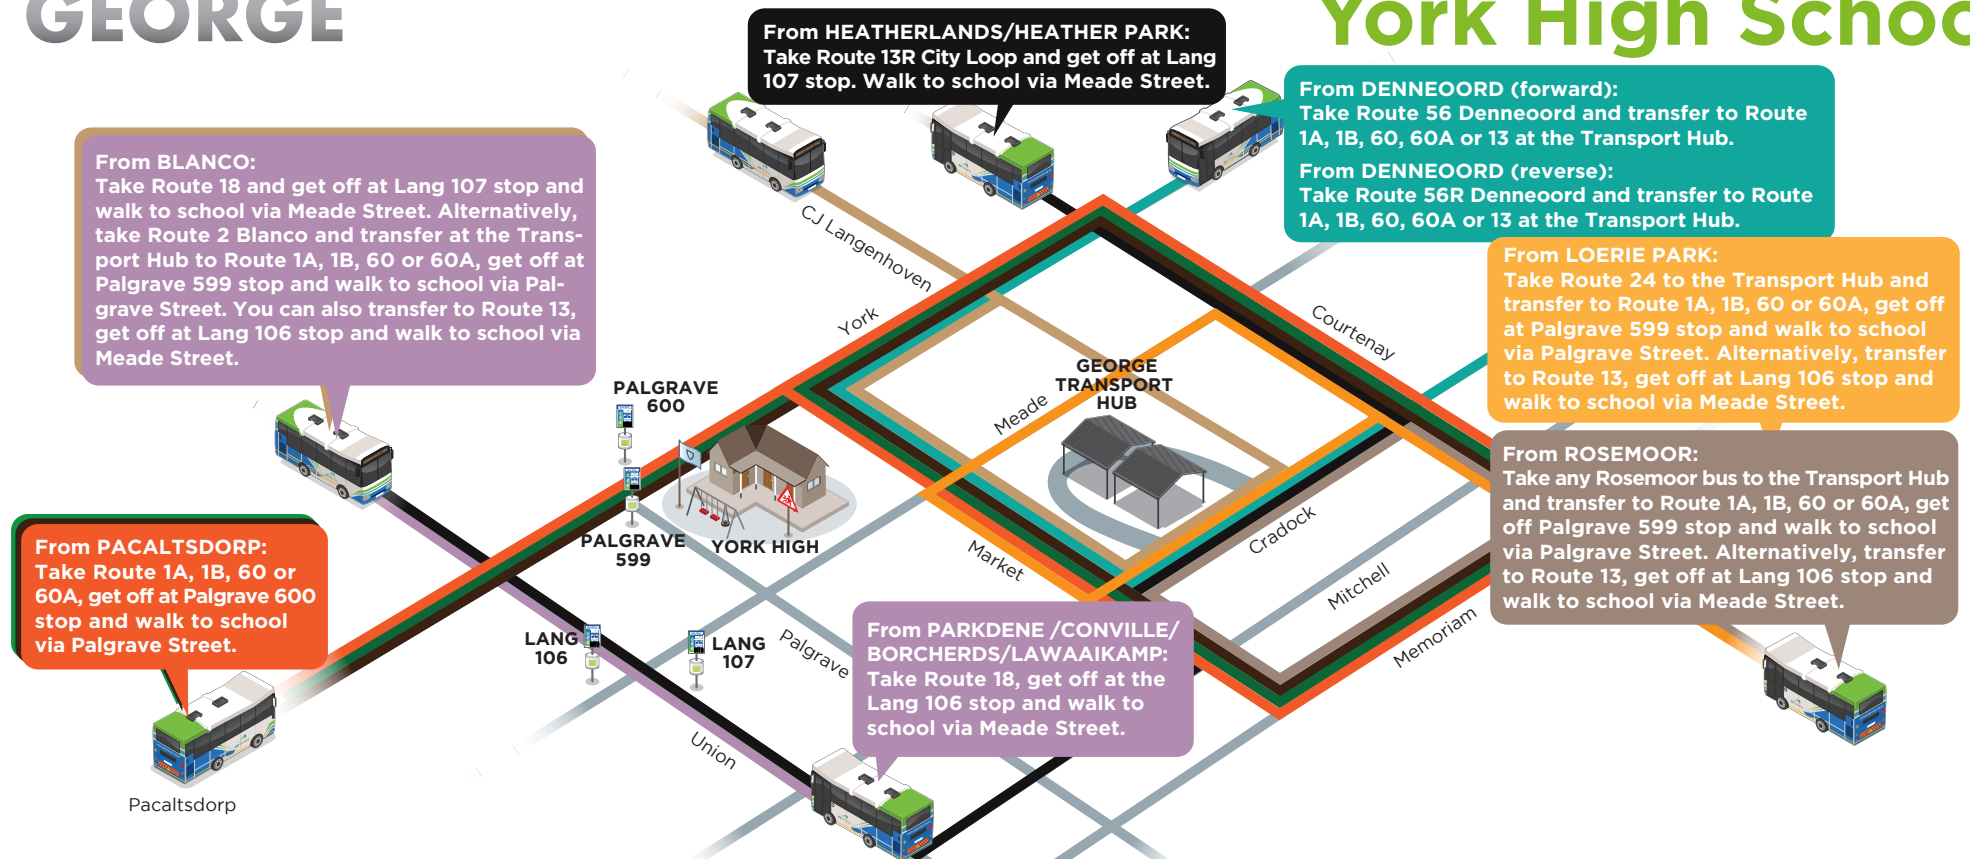 GEORGE
York High Schoo
From HEATHERLANDS/HEATHER PARK:
Take Route 13R City Loop and get off at Lang
107 stop. Walk to school via Meade Street.
From DENNEOORD (forward):
Take Route 56 Denneoord and transfer to Route
1A, 1B, 60, 60A or 13 at the Transport Hub.
From DENNEOORD (reverse):
Take Route 56R Denneoord and transfer to Route
1A, 1B, 60, 60A or 13 at the Transport Hub.
From BLANCO:
Take Route 18 and get off at Lang 107 stop and
walk to school via Meade Street. Alternatively,
take Route 2 Blanco and transfer at the Trans-
port Hub to Route 1A, 1B, 60 or 60A, get off at
Palgrave 599 stop and walk to school via Pal-
grave Street. You can also transfer to Route 13,
get off at Lang 106 stop and walk to school via
Meade Street.
From LOERIE PARK:
Take Route 24 to the Transport Hub and
transfer to Route 1A, 1B, 60 or 60A, get off
at Palgrave 599 stop and walk to school
via Palgrave Street. Alternatively, transfer
to Route 13, get off at Lang 106 stop and
walk to school via Meade Street.
From ROSEMOOR:
Take any Rosemoor bus to the Transport Hub
and transfer to Route 1A, 1B, 60 or 60A, get
off Palgrave 599 stop and walk to school
via Palgrave Street. Alternatively, transfer
to Route 13, get off at Lang 106 stop and
walk to school via Meade Street.
From PACALTSDORP:
Take Route 1A, 1B, 60 or
60A, get off at Palgrave 600
stop and walk to school
via Palgrave Street.
From PARKDENE /CONVILLE/
BORCHERDS/LAWAAIKAMP:
Take Route 18, get off at the
Lang 106 stop and walk to
school via Meade Street.
CJ Langenhoven
York
Courtenay
PALGRAVE
600
GEORGE
TRANSPORT
HUB
Meade
PALGRAVE
599
YORK HIGH
Market
Cradock
Mitchell
Memoriam
LANG
106
LANG
107
Palgrave
Union
Pacaltsdorp